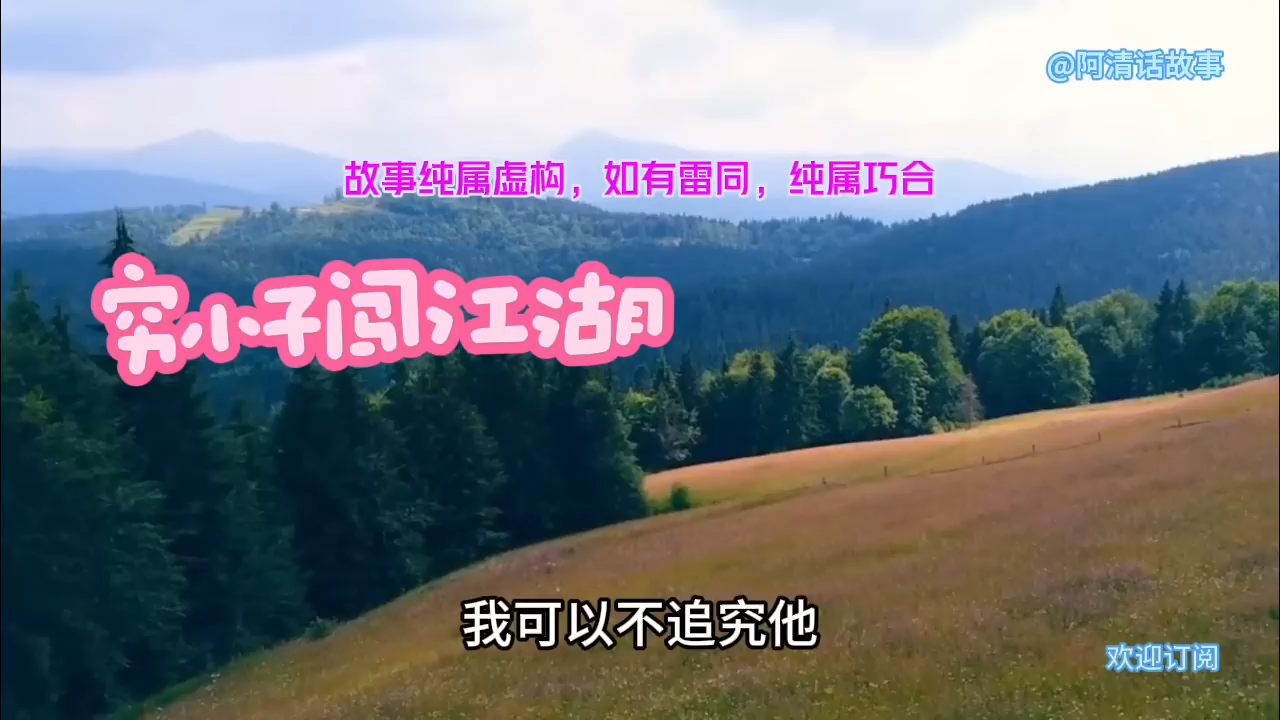 @阿清话故事
故事纯属虚构，如有雷同，纯属巧合
穷小子闯江湖
我可以不追究他
欢迎订阅